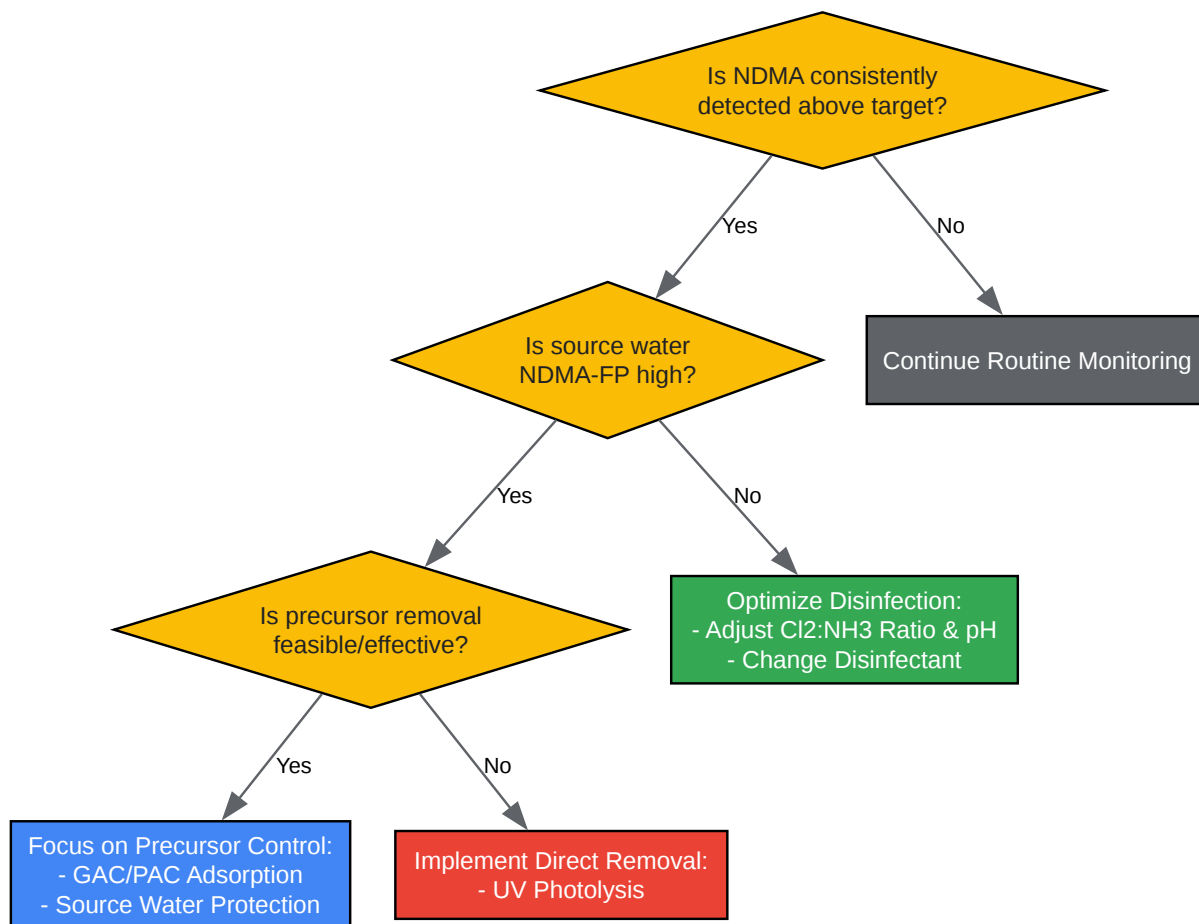 Is NDMA consistently
detected above target?
Yes
No
Is source water
NDMA-FP high?
Continue Routine Monitoring
Yes
No
Is precursor removal
feasible/effective?
Optimize Disinfection:
- Adjust Cl2:NH3 Ratio & pH
- Change Disinfectant
Yes
No
Focus on Precursor Control:
- GAC/PAC Adsorption
- Source Water Protection
Implement Direct Removal:
- UV Photolysis